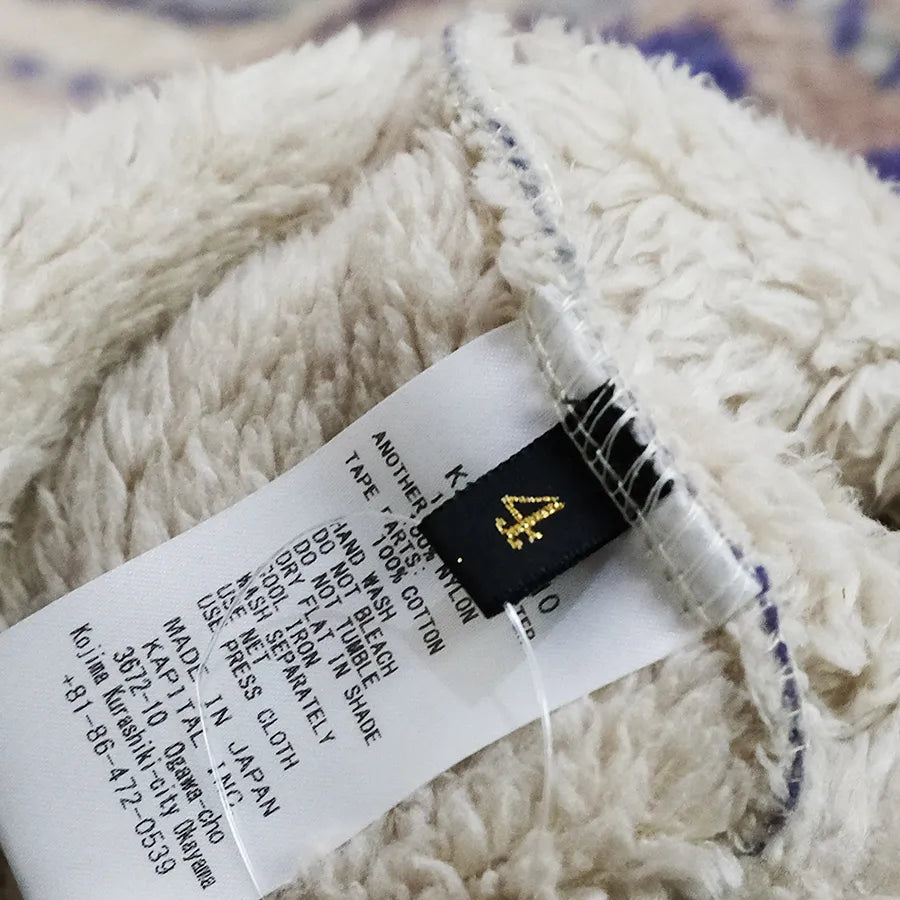 4
ANOTHER
NYLON
TAPE PARTS:
100% COTTON
HAND WASH
DO NOT BLEACH
DO NOT TUMBLE
DRY FLAT IN SHADE
COOL IRON
WASH SEPARATELY
USE NET
USE PRESS CLOTH
MADE IN JAPAN
KAPITAL INC
3672-10 Ogawa-cho
Kojima Kurashiki-city Okayama
+81-86-472-0539